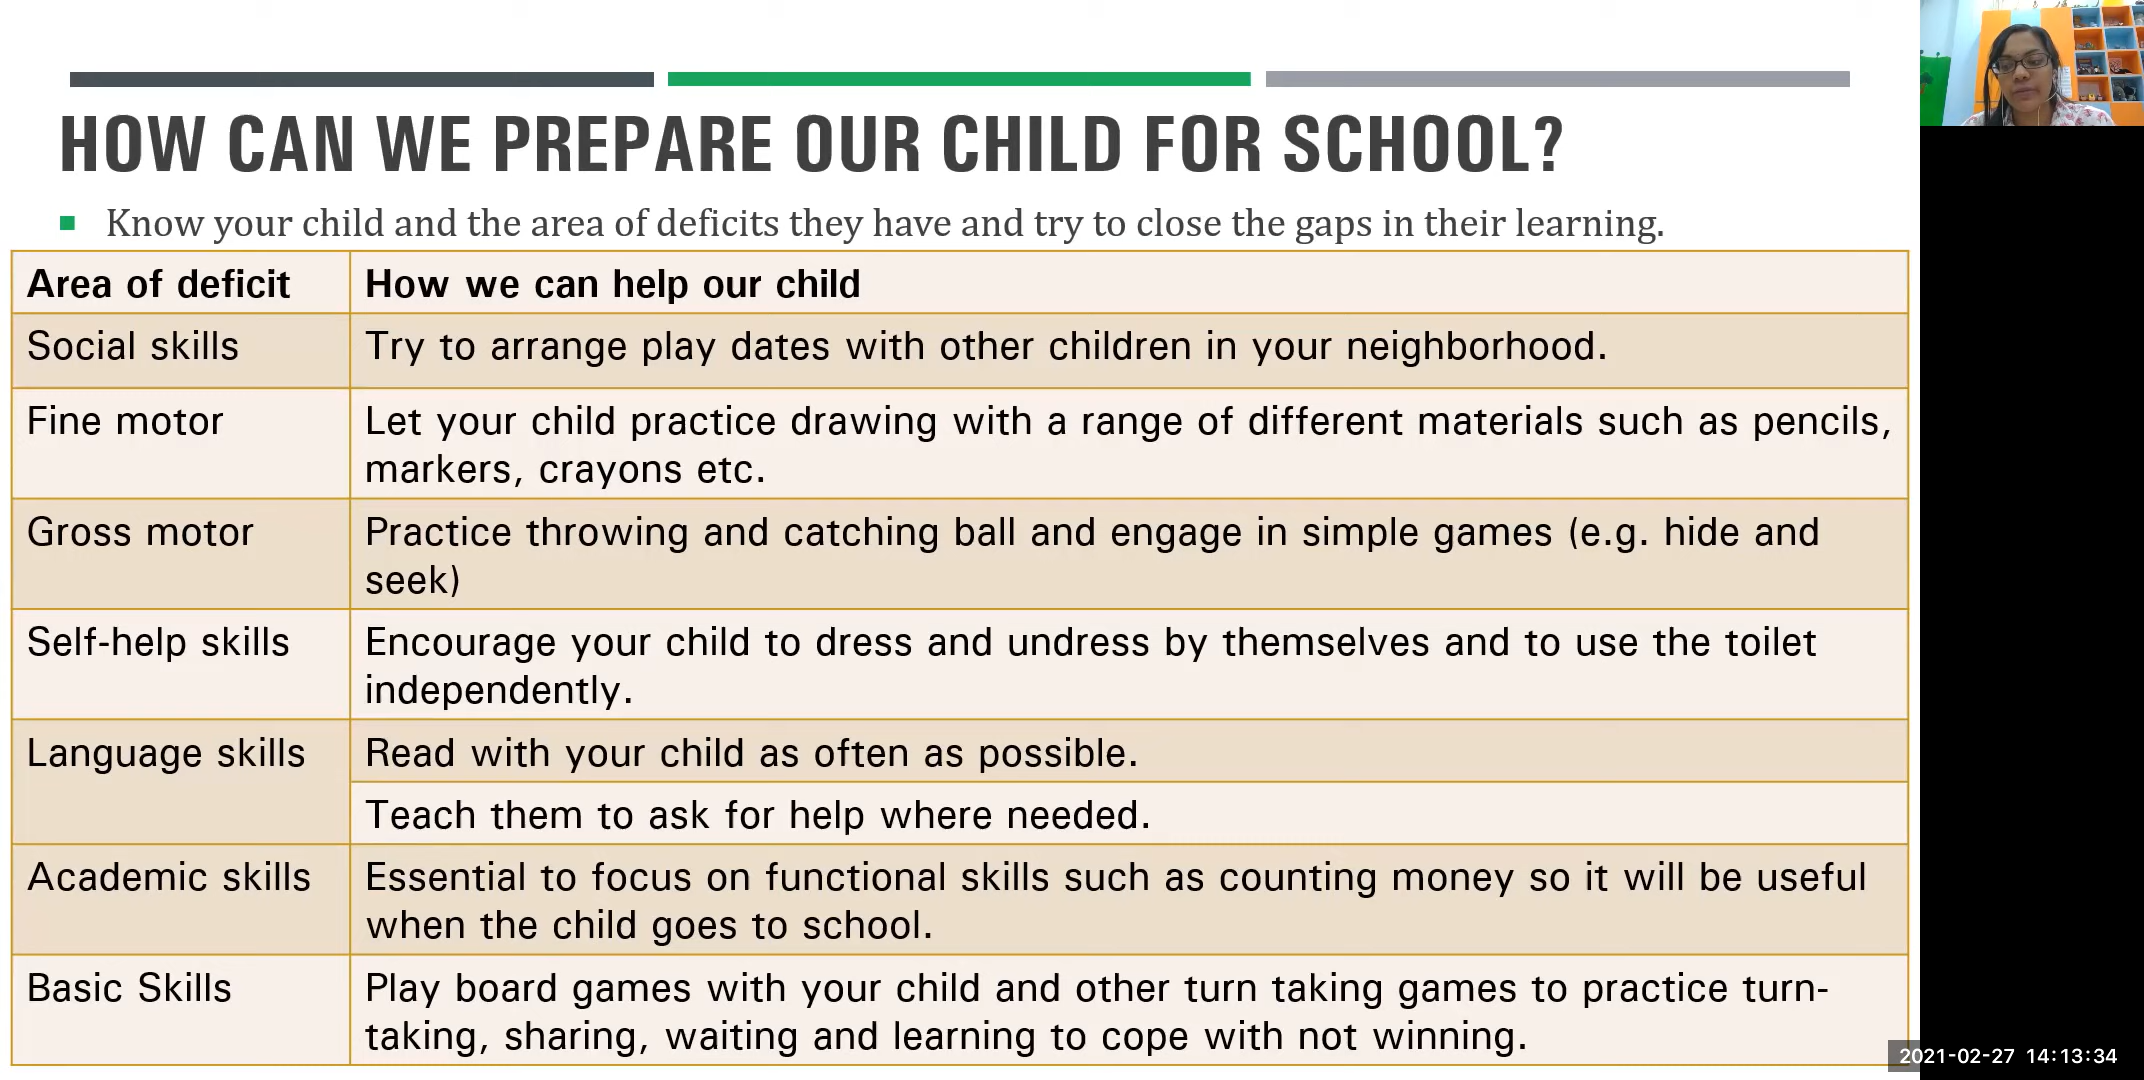 HOW CAN WE PREPARE OUR CHILD FOR SCHOOL?
Know your child and the area of deficits they have and try to close the gaps in their learning.
Area of deficit
How we can help our child
Social skills
Try to arrange play dates with other children in your neighborhood.
Fine motor
Let your child practice drawing with a range of different materials such as pencils,
markers, crayons etc.
Gross motor
Practice throwing and catching ball and engage in simple games (e.g. hide and
seek)
Self-help skills
Encourage your child to dress and undress by themselves and to use the toilet
independently.
Language skills
Read with your child as often as possible.
Teach them to ask for help where needed.
Academic skills
Essential to focus on functional skills such as counting money so it will be useful
when the child goes to school.
Basic Skills
Play board games with your child and other turn taking games to practice turn-
taking, sharing, waiting and learning to cope with not winning.
2021-02-27 14:13:34